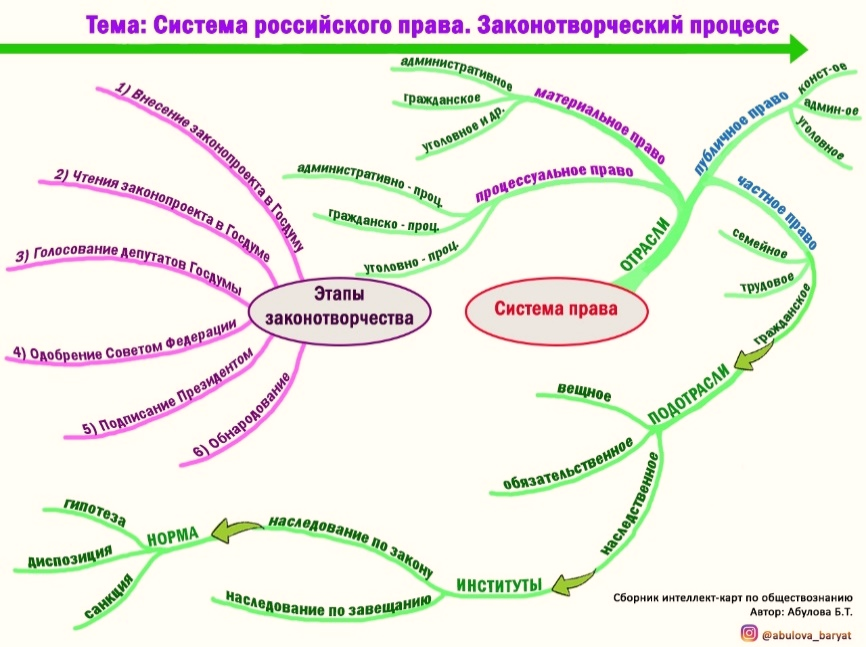 Тема: Система российского права. Законотворческий процесс
Этапы
законотворчества
1) Внесение законопроекта в Госдуму
2) Чтения законопроекта в Госдуме
3) Голосование депутатов Госдумы
4) Одобрение Советом Федерации
5) Подписание Президентом
6) Обнародование
Система права
ОТРАСЛИ
материальное право
административное
гражданское
уголовное и др.
процессуальное право
административно - проц.
гражданско - проц.
уголовно - проц.
публичное право
конст-ое
админ-ое
уголовное
частное право
семейное
трудовое
гражданское
ПОДОТРАСЛИ
вещное
обязательственное
наследственное
ИНСТИТУТЫ
наследование по закону
наследование по завещанию
НОРМА
гипотеза
диспозиция
санкция
Сборник интеллект-карт по обществознанию
Автор: Абулова Б.Т.
@abulova_baryat